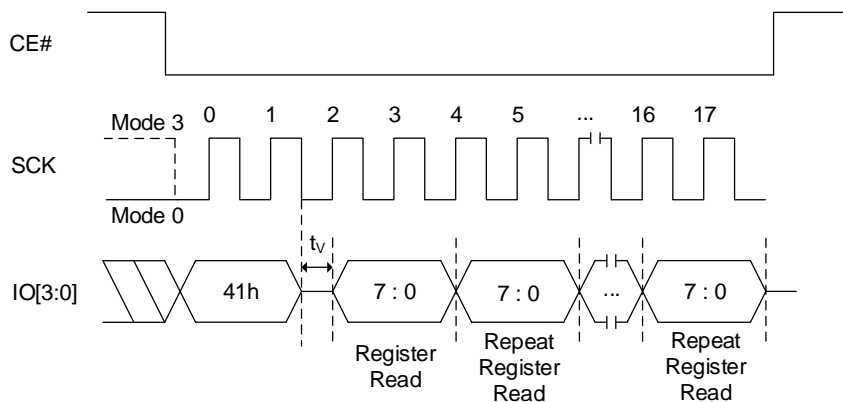 CE#
0 1 2 3 4 5 ... 16 17
Mode 3
SCK
Mode 0
tV
IO[3:0]
41h 7 : 0 7 : 0 ... 7 : 0
Register
Read
Repeat
Register
Read
Repeat
Register
Read